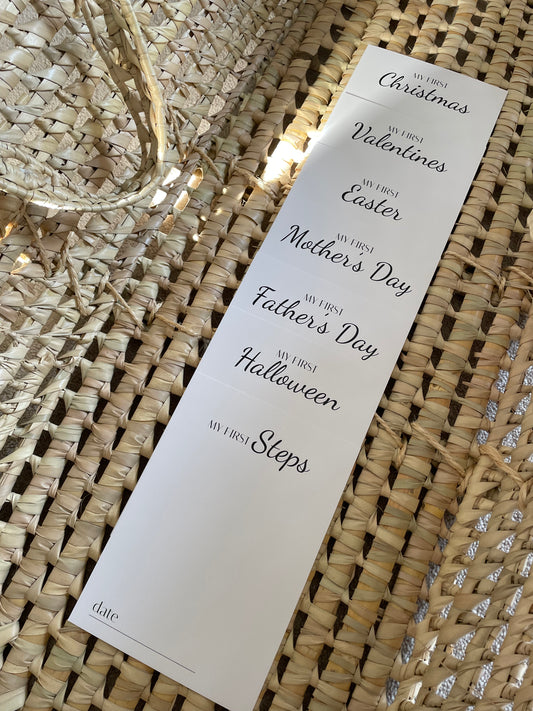 MY FIRST
Christmas
MY FIRST
Valentines
MY FIRST
Easter
MY FIRST
Mother's Day
MY FIRST
Father's Day
MY FIRST
Halloween
MY FIRST Steps
date